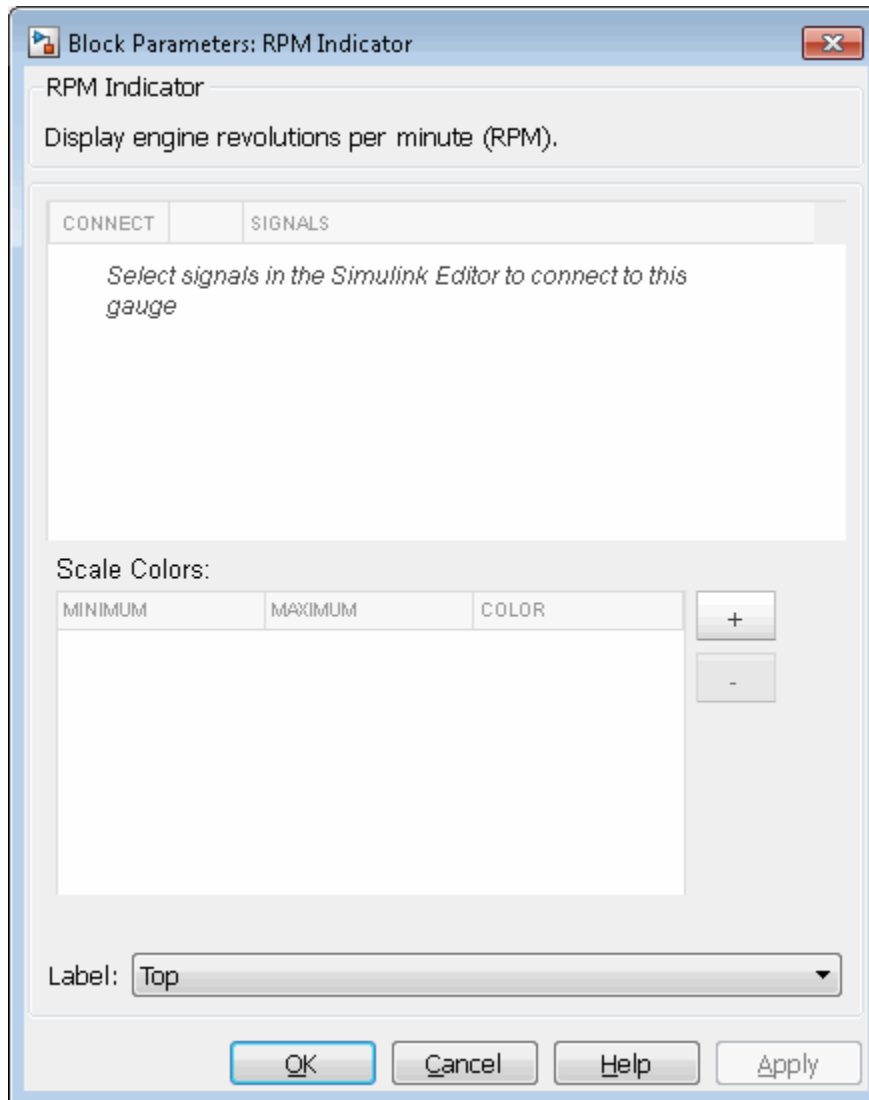 Block Parameters: RPM Indicator
RPM Indicator
Display engine revolutions per minute (RPM).
CONNECT SIGNALS
Select signals in the Simulink Editor to connect to this
gauge
Scale Colors:
MINIMUM MAXIMUM COLOR
+
-
Label: Top
OK Cancel Help Apply